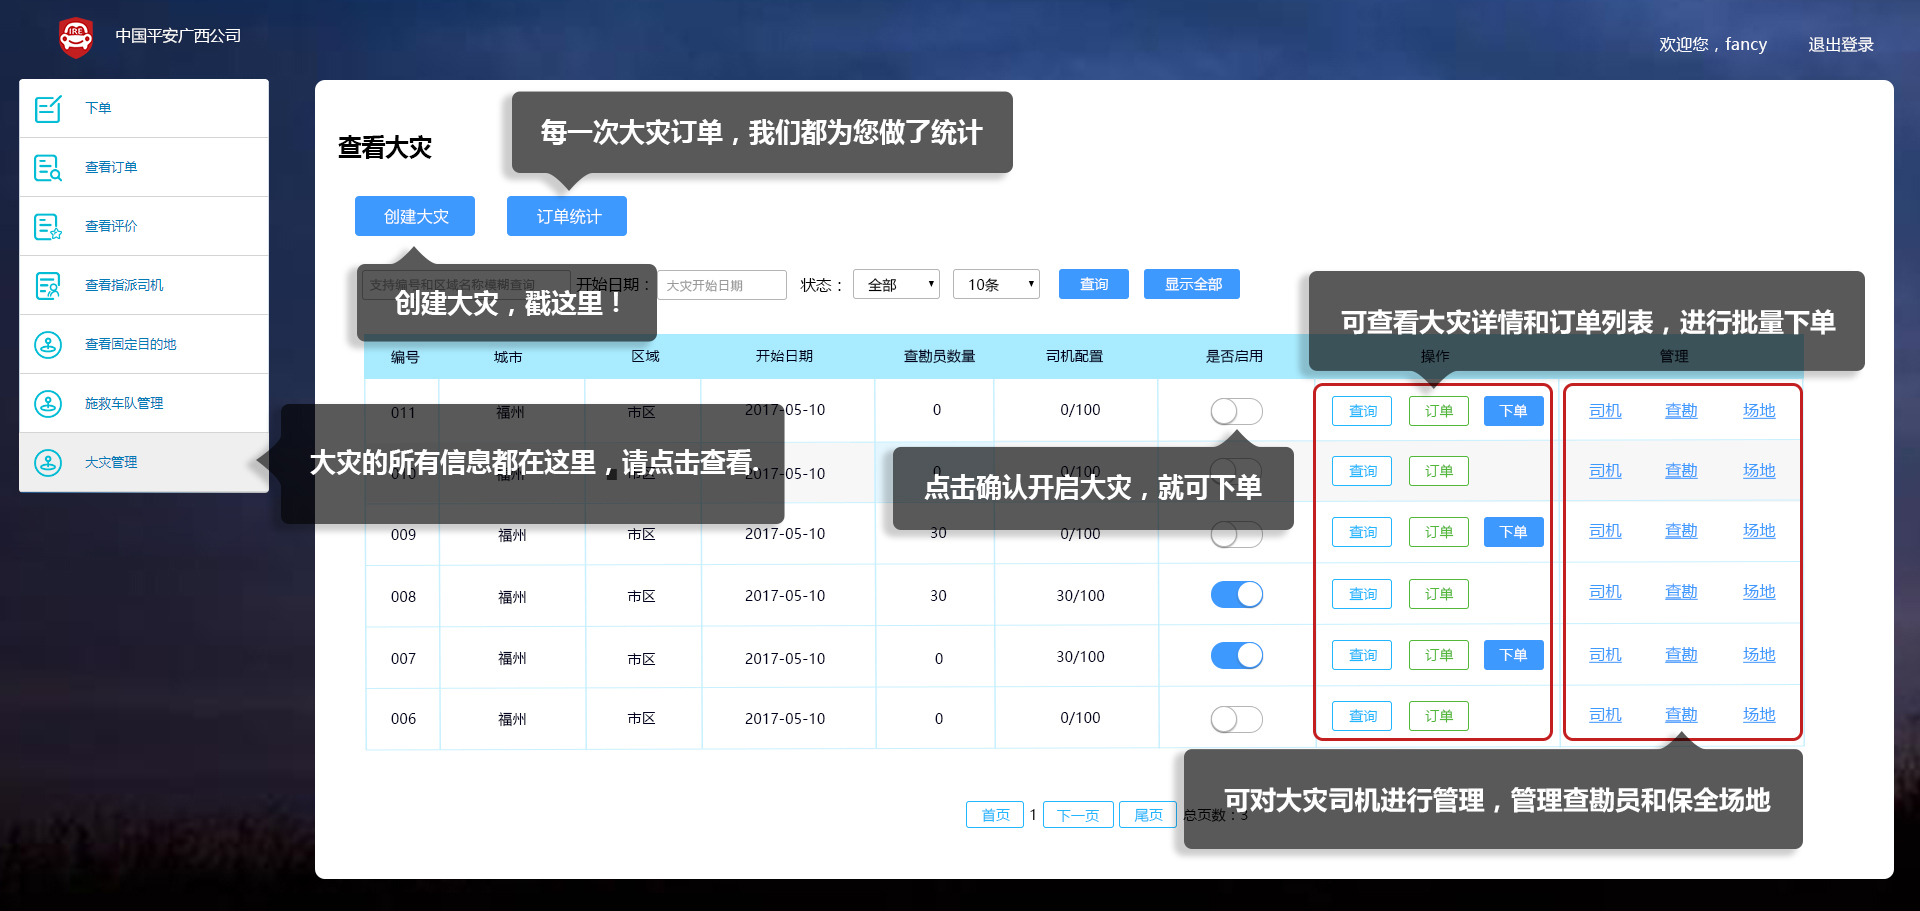 IRE
中国平安广西公司
欢迎您，fancy
退出登录
下单
查看订单
查看评价
查看指派司机
查看固定目的地
施救车队管理
大灾管理
查看大灾
每一次大灾订单，我们都为您做了统计
创建大灾
订单统计
支持编号和区域名称模糊查询
开始日期：
大灾开始日期
状态：
全部
10条
查询
显示全部
创建大灾，戳这里！
可查看大灾详情和订单列表，进行批量下单
编号 城市 区域 开始日期 查勘员数量 司机配置 是否启用 操作 管理
011 福州 市区 2017-05-10 0 0/100 查询 订单 下单 司机 查勘 场地
大灾的所有信息都在这里，请点击查看.
010 福州 市区 2017-05-10 0 0/100 查询 订单 司机 查勘 场地
点击确认开启大灾，就可下单
009 福州 市区 2017-05-10 30 0/100 查询 订单 下单 司机 查勘 场地
008 福州 市区 2017-05-10 30 30/100 查询 订单 司机 查勘 场地
007 福州 市区 2017-05-10 0 30/100 查询 订单 下单 司机 查勘 场地
006 福州 市区 2017-05-10 0 0/100 查询 订单 司机 查勘 场地
可对大灾司机进行管理，管理查勘员和保全场地
首页 1 下一页 尾页 总页数：3